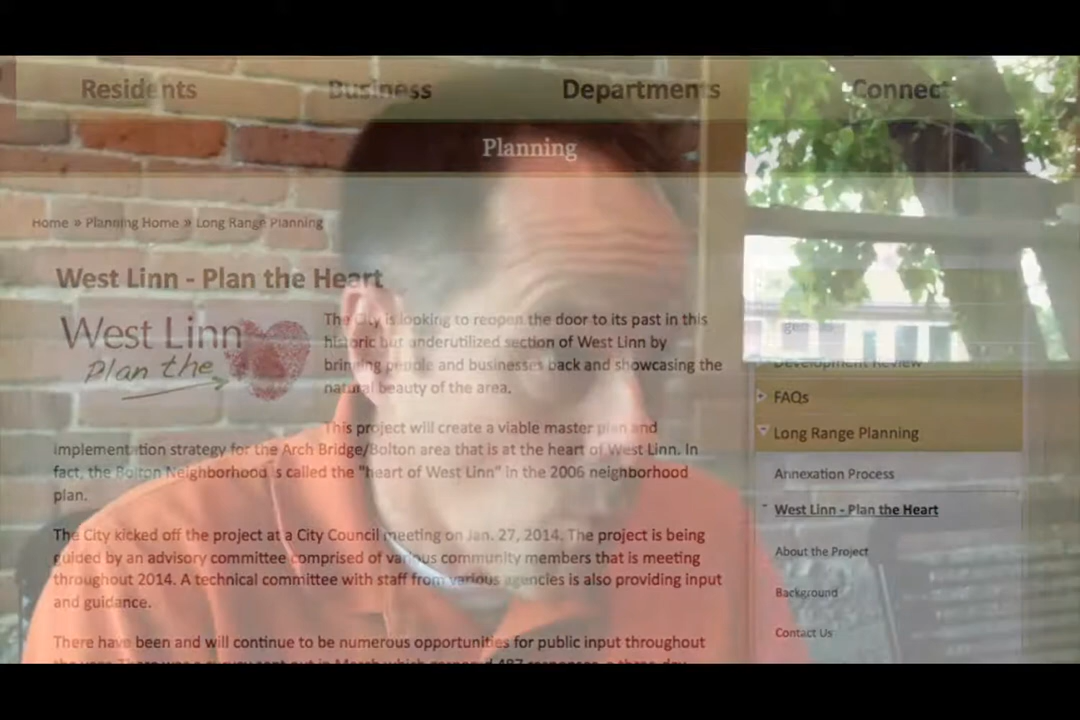 Residents Business Departments Connect
Planning
Home » Planning Home » Long Range Planning
West Linn - Plan the Heart
West Linn
Plan the
The City is looking to reopen the door to its past in this
historic but underutilized section of West Linn by
bringing people and businesses back and showcasing the
natural beauty of the area.
This project will create a viable master plan and
implementation strategy for the Arch Bridge/Bolton area that is at the heart of West Linn. In
fact, the Bolton Neighborhood is called the "heart of West Linn" in the 2006 neighborhood
plan.
The City kicked off the project at a City Council meeting on Jan. 27, 2014. The project is being
guided by an advisory committee comprised of various community members that is meeting
throughout 2014. A technical committee with staff from various agencies is also providing input
and guidance.
There have been and will continue to be numerous opportunities for public input throughout
Development Review
FAQs
Long Range Planning
Annexation Process
West Linn - Plan the Heart
About the Project
Background
Contact Us